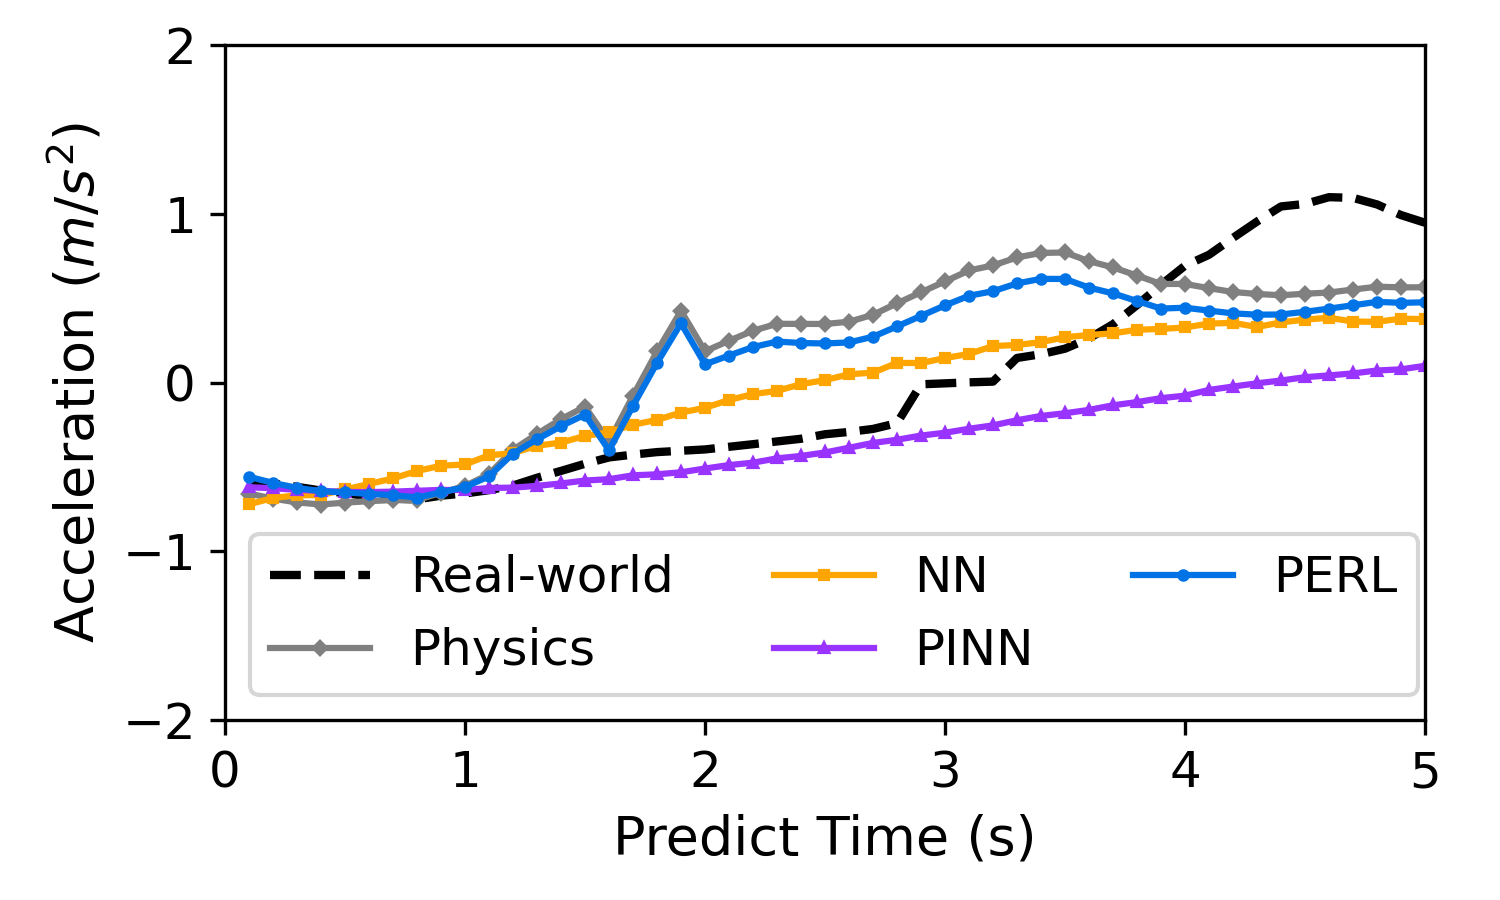 2
1
0
−1
−2
Acceleration (m/s²)
Real-world
Physics
NN
PINN
PERL
0 1 2 3 4 5
Predict Time (s)